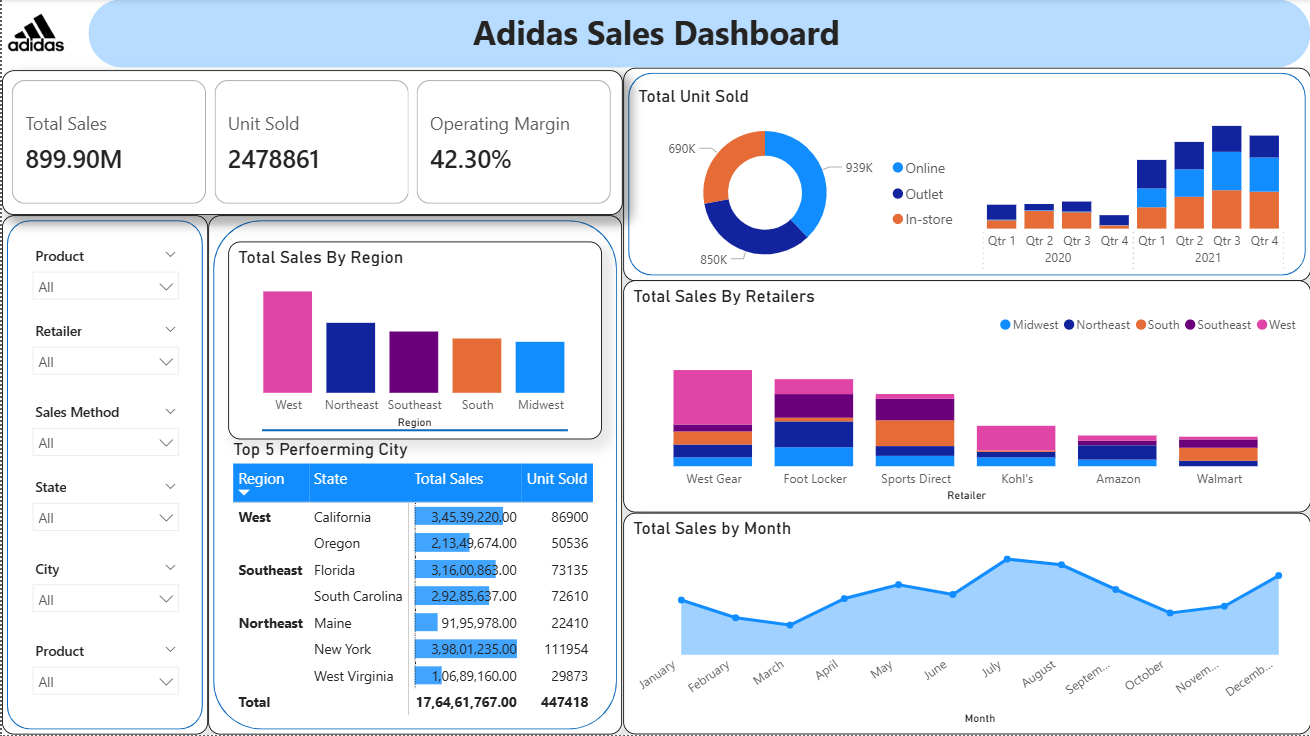 adidas
Adidas Sales Dashboard
Total Sales
899.90M
Unit Sold
2478861
Operating Margin
42.30%
Total Unit Sold
690K
939K
850K
Online
Outlet
In-store
Qtr 1 Qtr 2 Qtr 3 Qtr 4 Qtr 1 Qtr 2 Qtr 3 Qtr 4
2020 2021
Product
All
Retailer
All
Sales Method
All
State
All
City
All
Product
All
Total Sales By Region
West Northeast Southeast South Midwest
Region
Top 5 Perfoerming City
Region State Total Sales Unit Sold
West California 3,45,39,220.00 86900
Oregon 2,13,49,674.00 50536
Southeast Florida 3,16,00,863.00 73135
South Carolina 2,92,85,637.00 72610
Northeast Maine 91,95,978.00 22410
New York 3,98,01,235.00 111954
West Virginia 1,06,89,160.00 29873
Total 17,64,61,767.00 447418
Total Sales By Retailers
Midwest Northeast South Southeast West
West Gear Foot Locker Sports Direct Kohl's Amazon Walmart
Retailer
Total Sales by Month
January February March April May June July August Septem... October Novem... Decemb...
Month